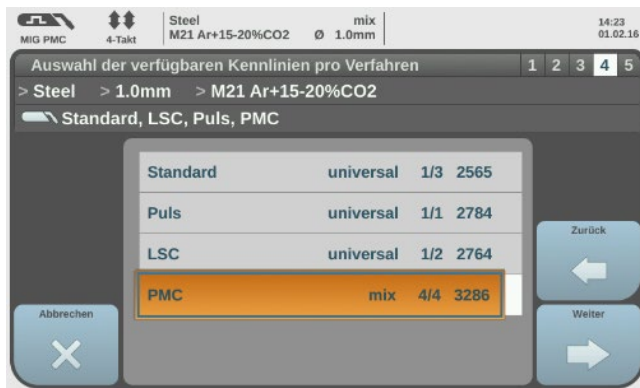 Steel mix 14:23
MIG PMC 4-Takt M21 Ar+15-20%CO2 Ø 1.0mm 01.02.16
Auswahl der verfügbaren Kennlinien pro Verfahren 1 2 3 4 5
> Steel > 1.0mm > M21 Ar+15-20%CO2
Standard, LSC, Puls, PMC
Standard universal 1/3 2565
Puls universal 1/1 2784
LSC universal 1/2 2764
PMC mix 4/4 3286
Zurück
Abbrechen
Weiter